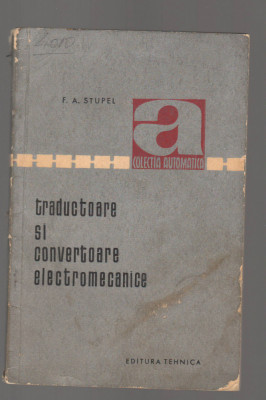 F. A. STUPEL
a
COLECTIA AUTOMATICA
traductoare
si
convertoare
electromecanice
EDITURA TEHNICA